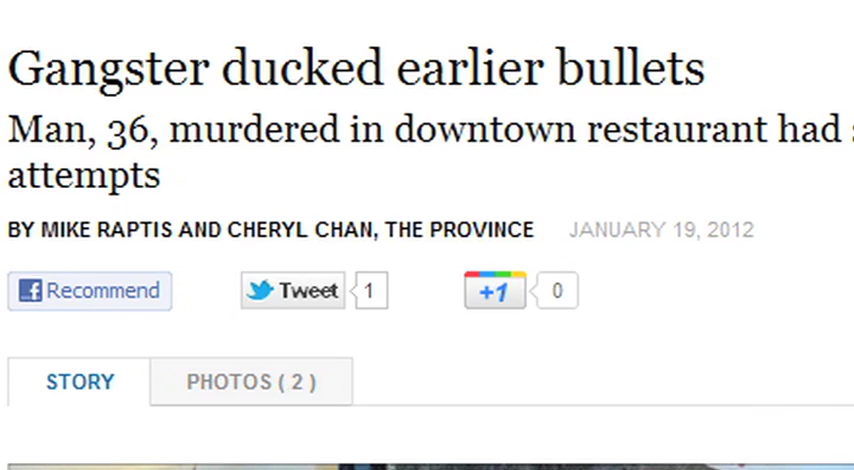 Gangster ducked earlier bullets
Man, 36, murdered in downtown restaurant had
attempts
BY MIKE RAPTIS AND CHERYL CHAN, THE PROVINCE JANUARY 19, 2012
Recommend Tweet 1 +1 0
STORY PHOTOS ( 2 )